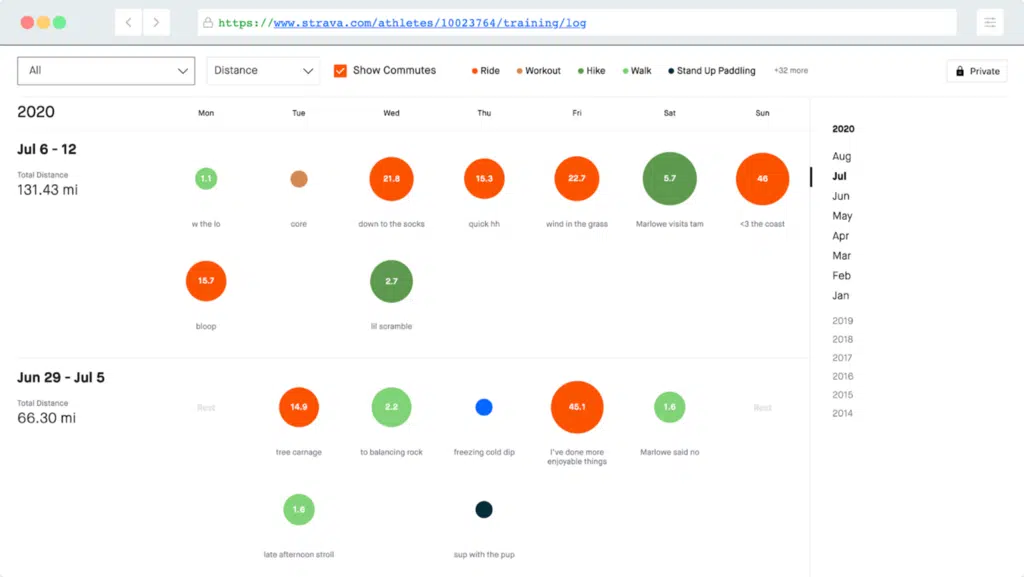 https://www.strava.com/athletes/10023764/training/log
All
Distance
Show Commutes
Ride
Workout
Hike
Walk
Stand Up Paddling
+32 more
Private
2020
Mon
Tue
Wed
Thu
Fri
Sat
Sun
Jul 6 - 12
Total Distance
131.43 mi
1.1
21.8
15.3
22.7
5.7
46
w the lo
core
down to the socks
quick hh
wind in the grass
Marlowe visits tam
<3 the coast
15.7
2.7
bloop
lil scramble
Jun 29 - Jul 5
Total Distance
66.30 mi
Rest
14.9
2.2
45.1
1.6
Rest
tree carnage
to balancing rock
freezing cold dip
I've done more
enjoyable things
Marlowe said no
1.6
late afternoon stroll
sup with the pup
2020
Aug
Jul
Jun
May
Apr
Mar
Feb
Jan
2019
2018
2017
2016
2015
2014